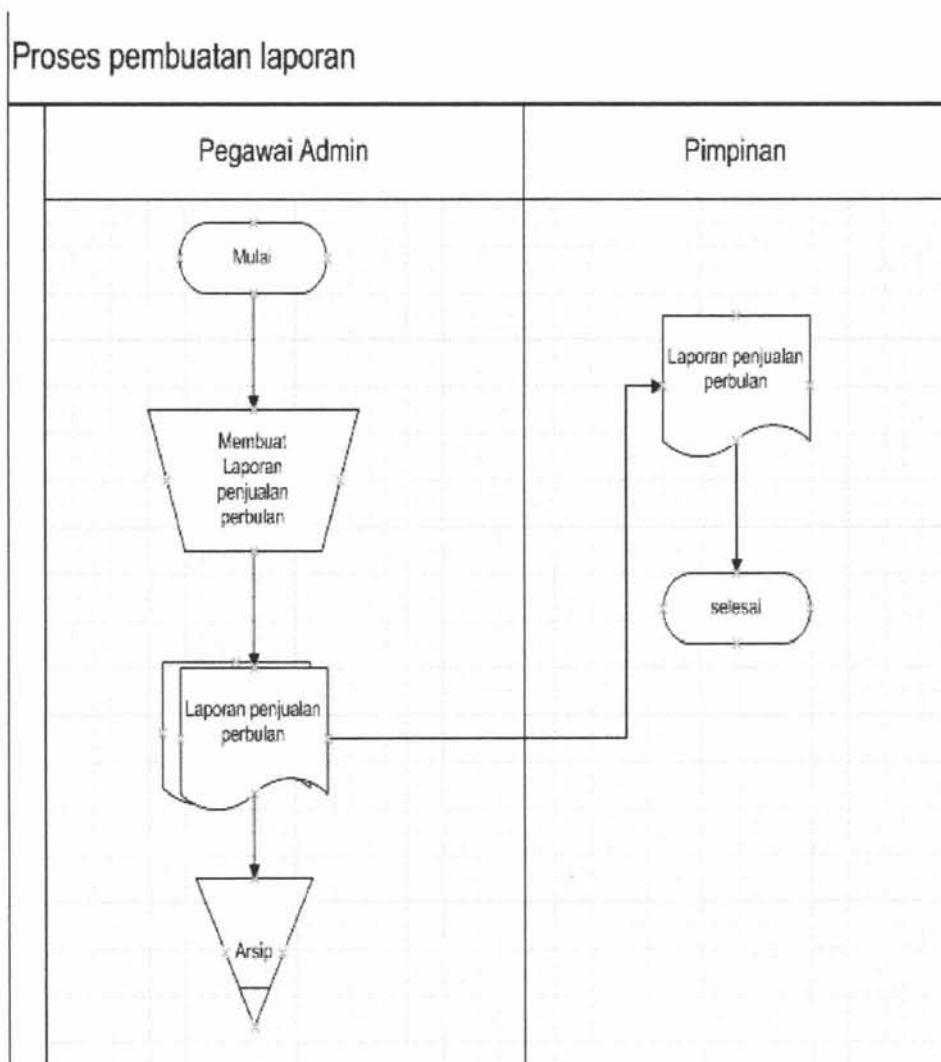 Proses pembuatan laporan
Pegawai Admin
Pimpinan
Mulai
Membuat
Laporan
penjualan
perbulan
Laporan penjualan
perbulan
Arsip
Laporan penjualan
perbulan
selesai